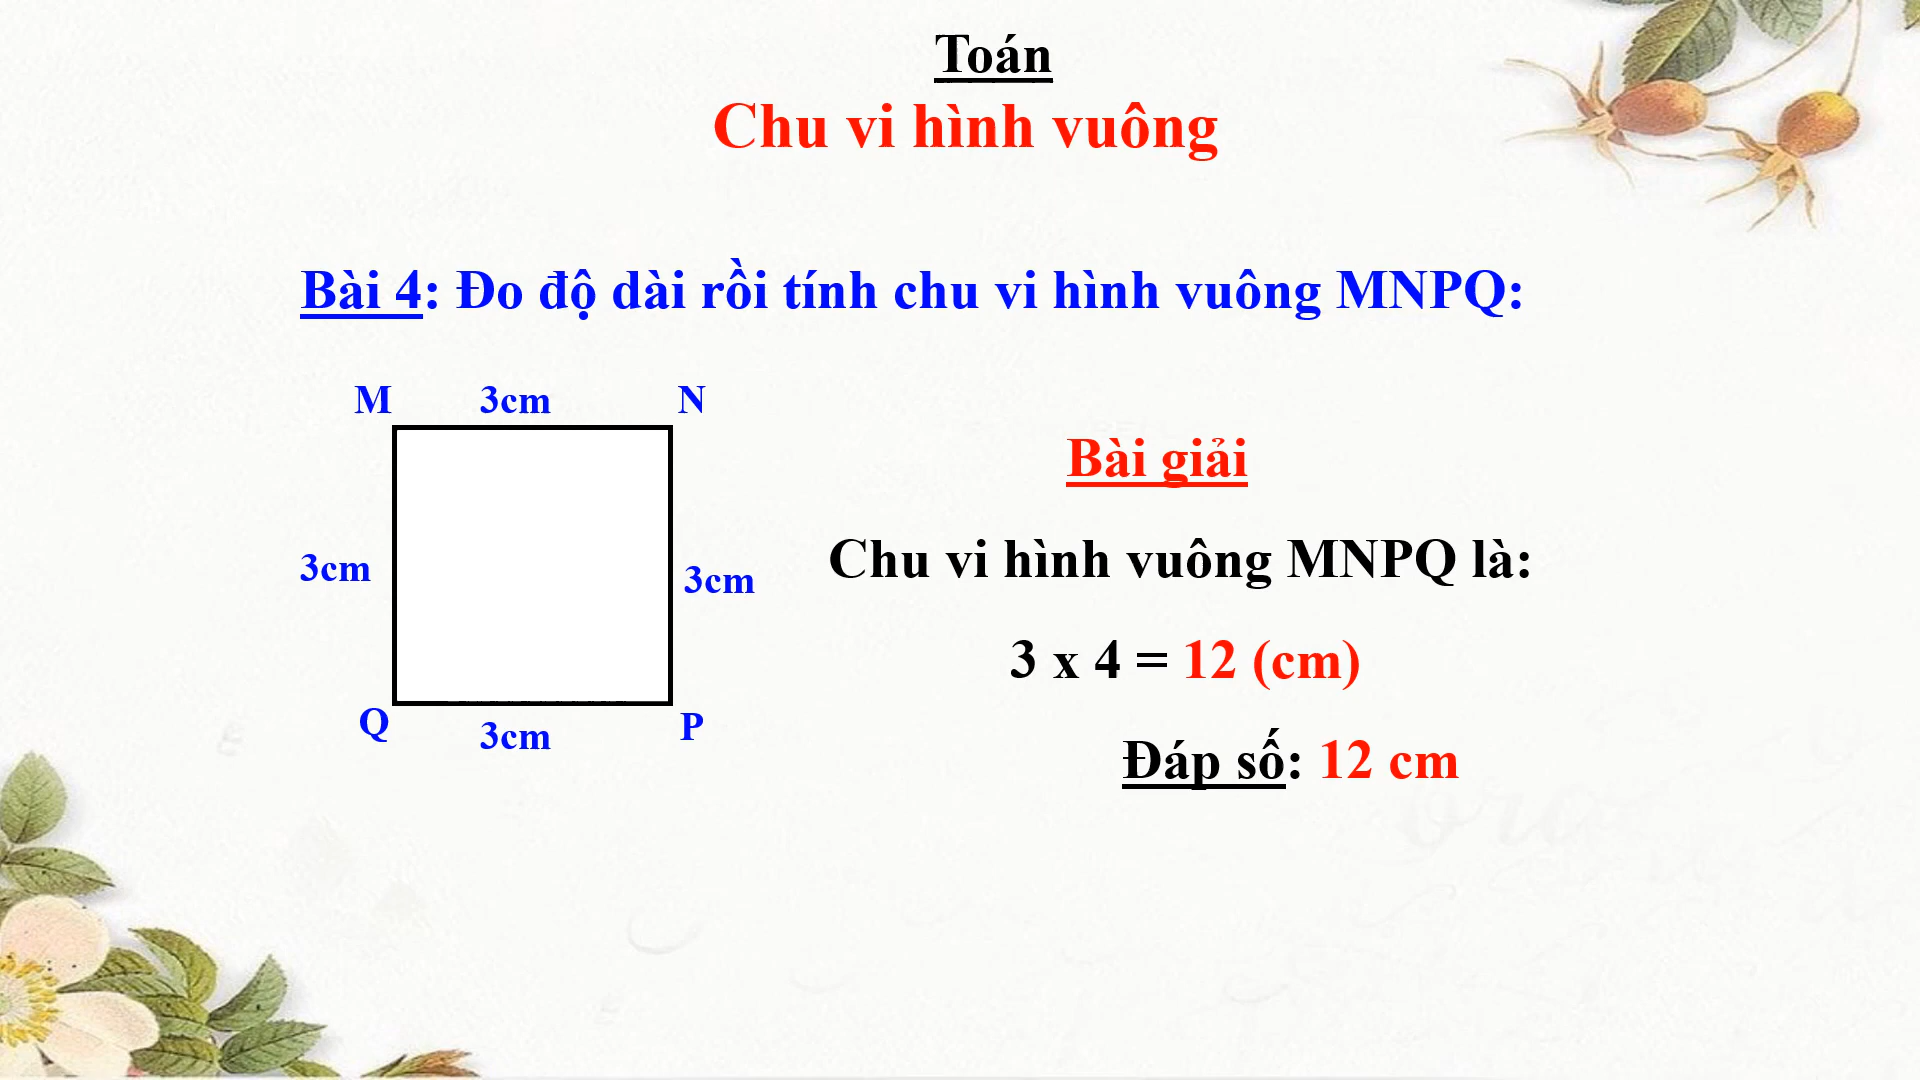 Toán
Chu vi hình vuông
Bài 4: Đo độ dài rồi tính chu vi hình vuông MNPQ:
M 3cm N
3cm 3cm
Q 3cm P
Bài giải
Chu vi hình vuông MNPQ là:
3 x 4 = 12 (cm)
Đáp số: 12 cm